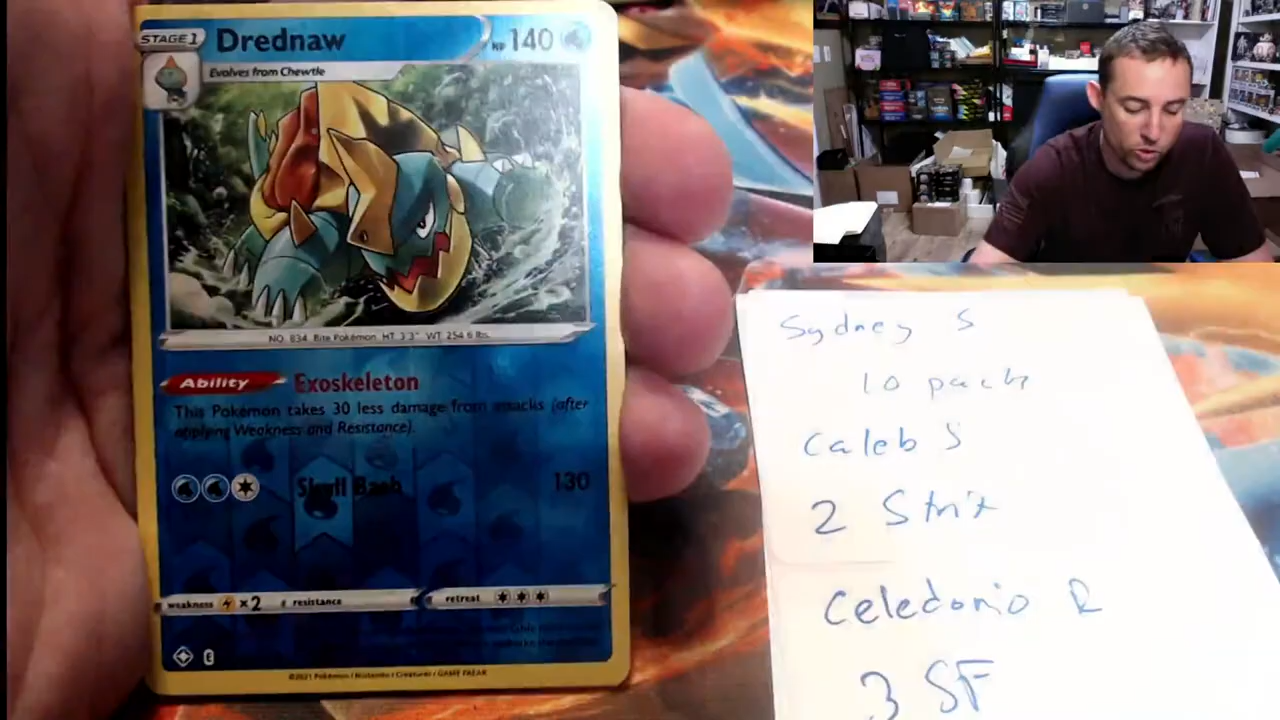 STAGE 1 Drednaw HP 140
Evolves from Chewtle
NO. 834 Bite Pokémon HT 3'3" WT 254.6 lbs.
Ability Exoskeleton
This Pokémon takes 30 less damage from attacks (after
applying Weakness and Resistance).
Skull Bash 130
weakness ×2 resistance retreat
E
©2021 Pokémon / Nintendo / Creatures / GAME FREAK
Sydney S
10 pack
Caleb S
2
Celedonio R
3 SF